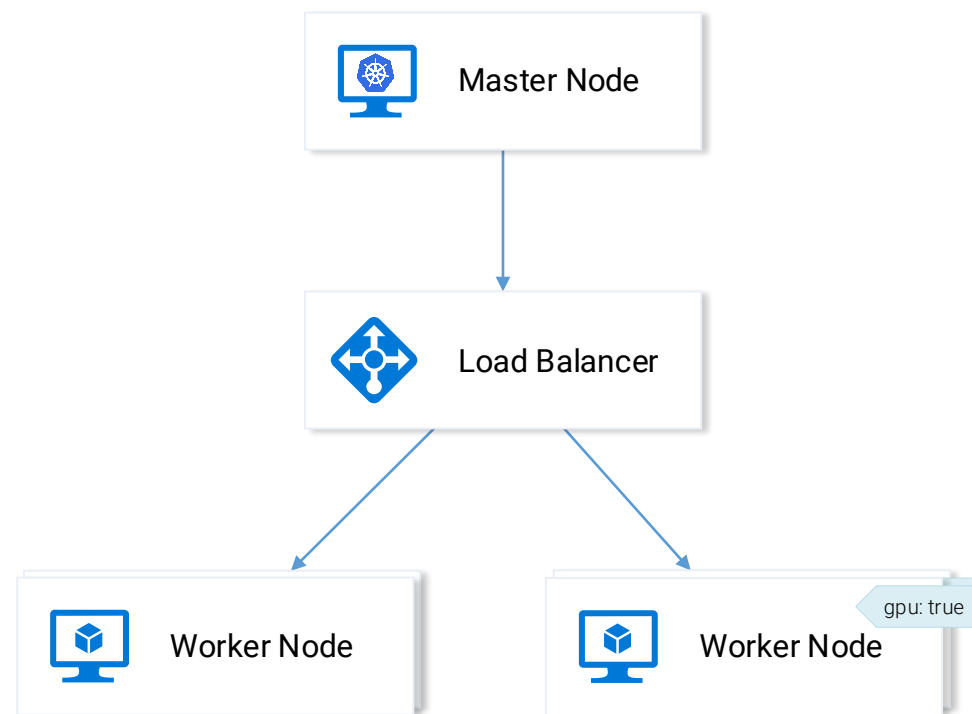 Master Node
Load Balancer
gpu: true
Worker Node
Worker Node